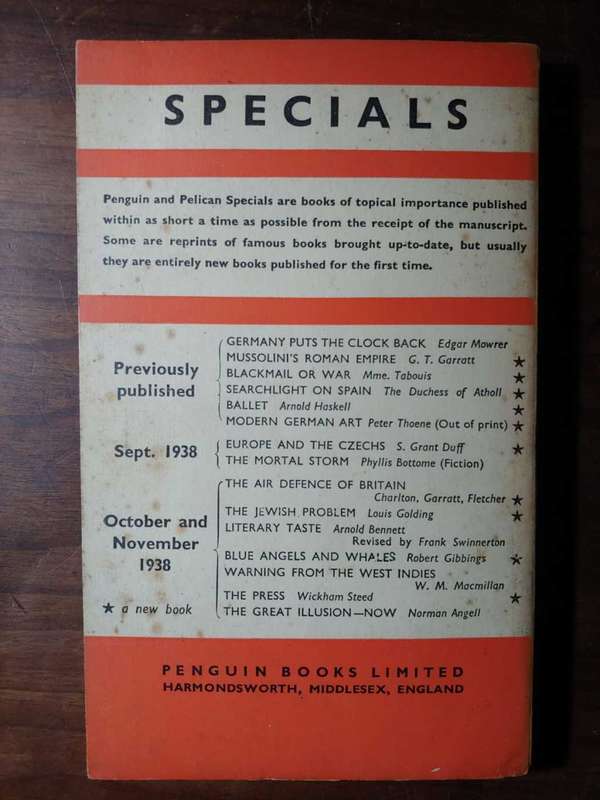 SPECIALS
Penguin and Pelican Specials are books of topical importance published
within as short a time as possible from the receipt of the manuscript.
Some are reprints of famous books brought up-to-date, but usually
they are entirely new books published for the first time.
Previously
published
GERMANY PUTS THE CLOCK BACK Edgar Mowrer
MUSSOLINI'S ROMAN EMPIRE G. T. Garratt ★
BLACKMAIL OR WAR Mme. Tabouis ★
SEARCHLIGHT ON SPAIN The Duchess of Atholl ★
BALLET Arnold Haskell ★
MODERN GERMAN ART Peter Thoene (Out of print) ★
Sept. 1938
EUROPE AND THE CZECHS S. Grant Duff ★
THE MORTAL STORM Phyllis Bottome (Fiction)
October and
November
1938
THE AIR DEFENCE OF BRITAIN
Charlton, Garratt, Fletcher ★
THE JEWISH PROBLEM Louis Golding ★
LITERARY TASTE Arnold Bennett
Revised by Frank Swinnerton
BLUE ANGELS AND WHALES Robert Gibbings ★
WARNING FROM THE WEST INDIES
W. M. Macmillan
THE PRESS Wickham Steed ★
THE GREAT ILLUSION—NOW Norman Angell
★ a new book
PENGUIN BOOKS LIMITED
HARMONDSWORTH, MIDDLESEX, ENGLAND